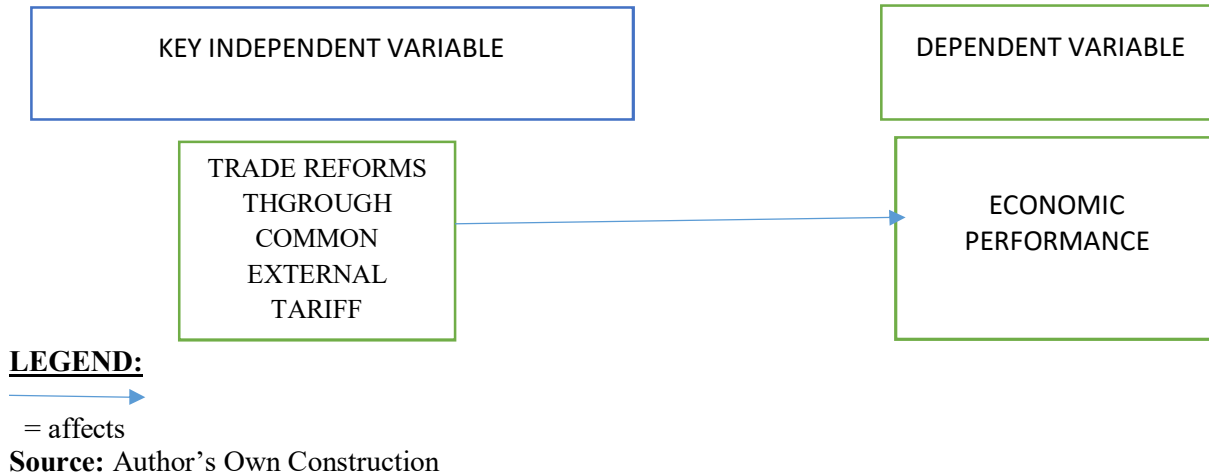 KEY INDEPENDENT VARIABLE
DEPENDENT VARIABLE
TRADE REFORMS
THGROUGH
COMMON
EXTERNAL
TARIFF
ECONOMIC
PERFORMANCE
LEGEND:
= affects
Source: Author's Own Construction